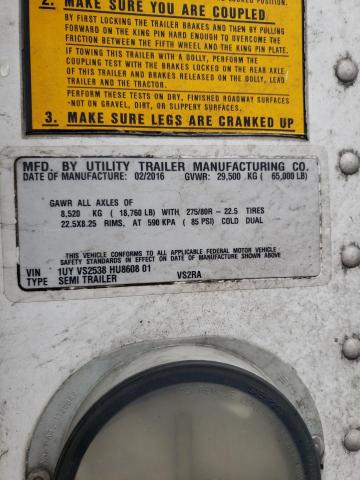 2. MAKE SURE YOU ARE COUPLED
BY FIRST LOCKING THE TRAILER BRAKES AND THEN BY PULLING
FORWARD ON THE KING PIN HARD ENOUGH TO OVERCOME THE
FRICTION BETWEEN THE FIFTH WHEEL AND THE KING PIN PLATE.
IF TOWING THIS TRAILER WITH A DOLLY, PERFORM THE
COUPLING TEST WITH THE BRAKES LOCKED ON THE REAR AXLE
OF THIS TRAILER AND BRAKES RELEASED ON THE DOLLY, LEAD
TRAILER AND THE TRACTOR.
PERFORM THESE TESTS ON DRY, FINISHED ROADWAY SURFACES
-NOT ON GRAVEL, DIRT, OR SLIPPERY SURFACES.
3. MAKE SURE LEGS ARE CRANKED UP
MFD. BY UTILITY TRAILER MANUFACTURING CO.
DATE OF MANUFACTURE: 02/2016 GVWR: 29,500 KG ( 65,000 LB)
GAWR ALL AXLES OF
8,520 KG ( 18,760 LB) WITH 275/80R - 22.5 TIRES
22.5X8.25 RIMS, AT 590 KPA ( 85 PSI) COLD DUAL
THIS VEHICLE CONFORMS TO ALL APPLICABLE FEDERAL MOTOR VEHICLE
SAFETY STANDARDS IN EFFECT ON DATE OF MANUFACTURE SHOWN ABOVE.
VIN 1UY VS2538 HU8608 01
TYPE SEMI TRAILER VS2RA